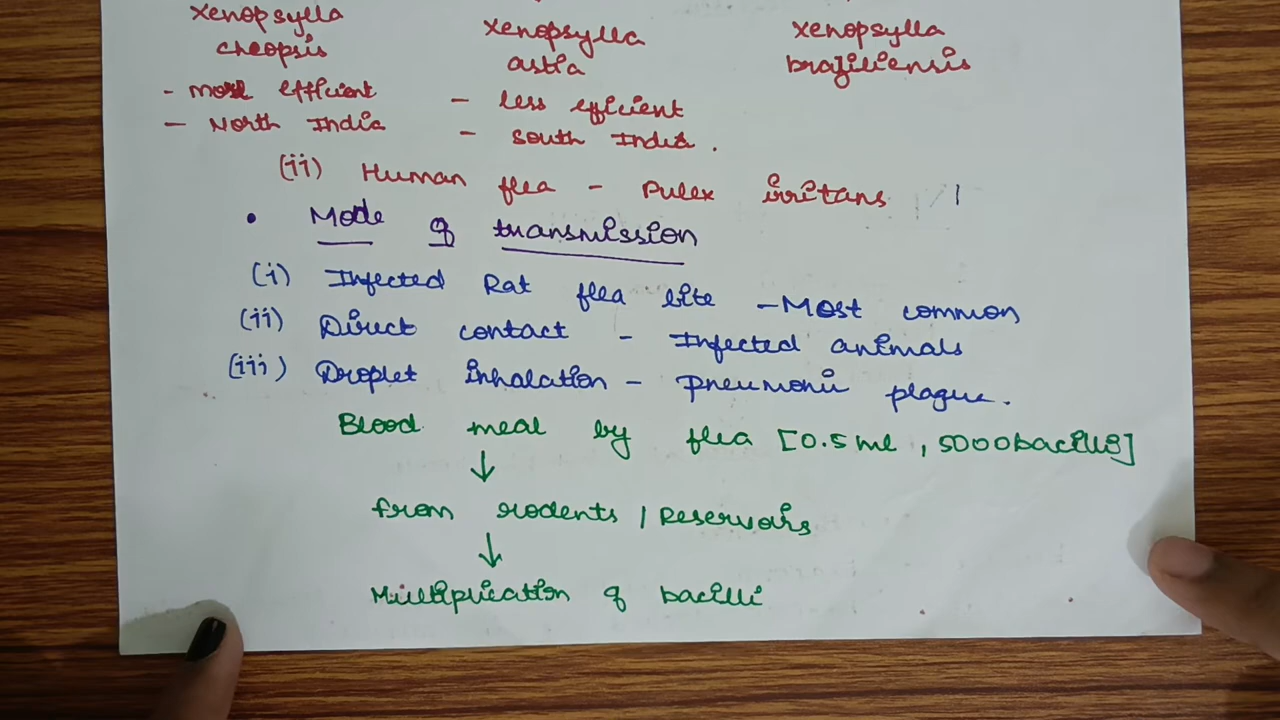 xenopsylla xenopsylla xenopsylla
cheopsis astia braziliensis
- most efficient - less efficient
- North India - south India.
(ii) Human flea - Pulex irritans
• Mode of transmission
(i) Infected Rat flea bite - Most common
(ii) Direct contact - Infected animals
(iii) Droplet inhalation - Pneumonic plague.
Blood meal by flea [0.5 ml, 5000 bacilli]
↓
from rodents / Reservoirs
↓
Multiplication of bacilli